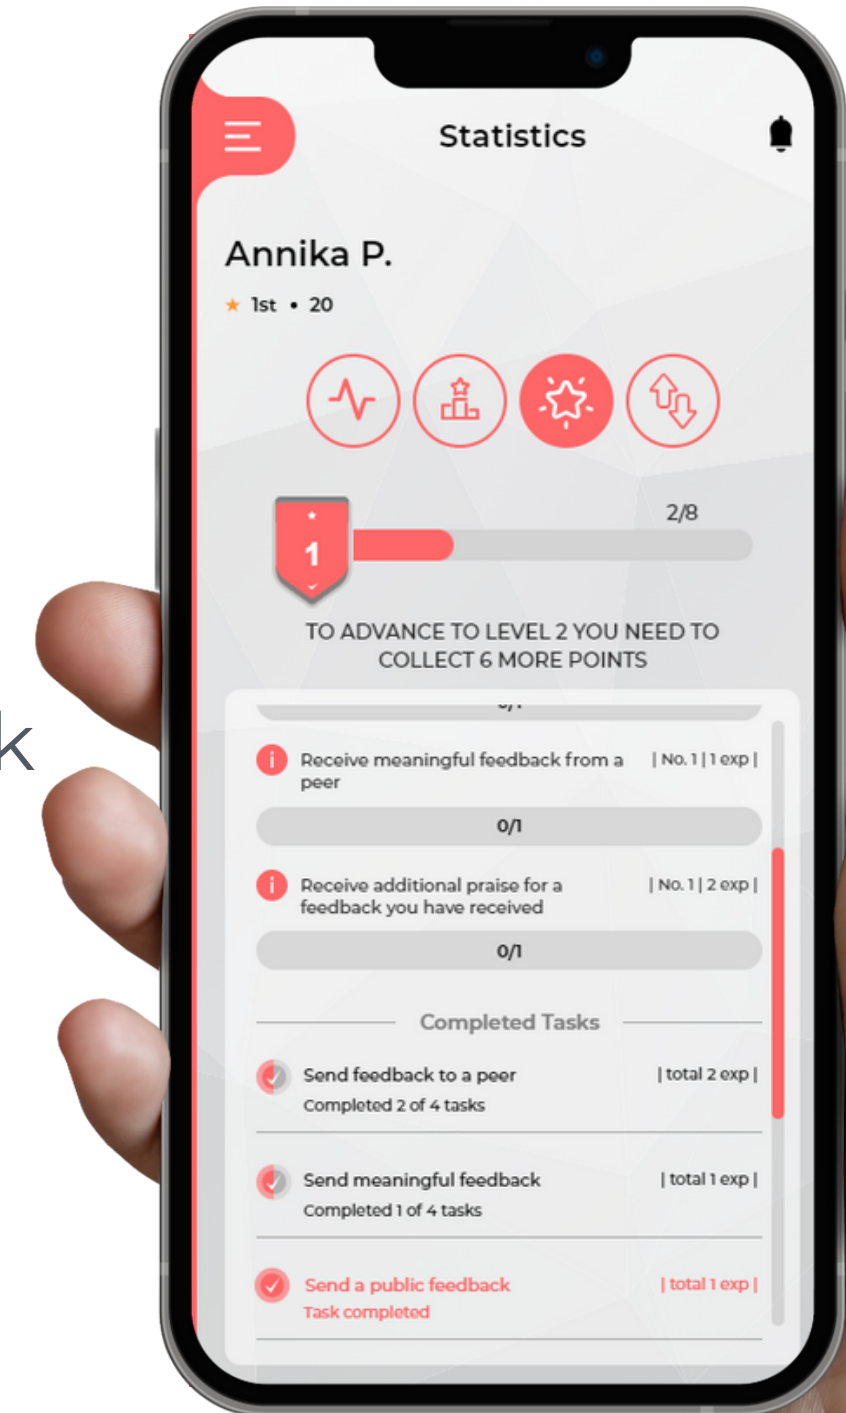 Statistics
Annika P.
1st • 20
2/8
1
TO ADVANCE TO LEVEL 2 YOU NEED TO
COLLECT 6 MORE POINTS
k
Receive meaningful feedback from a | No. 1 | 1 exp |
peer
0/1
Receive additional praise for a | No. 1 | 2 exp |
feedback you have received
0/1
Completed Tasks
Send feedback to a peer | total 2 exp |
Completed 2 of 4 tasks
Send meaningful feedback | total 1 exp |
Completed 1 of 4 tasks
Send a public feedback | total 1 exp |
Task completed